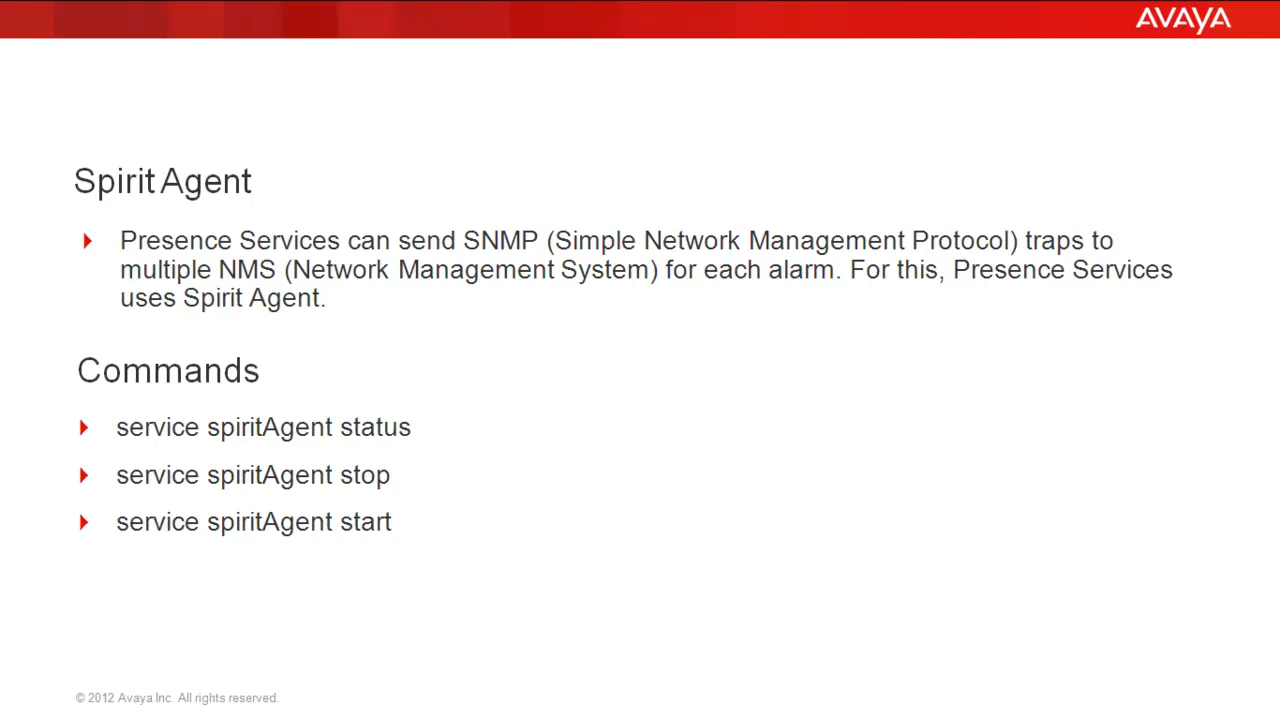 AVAYA
Spirit Agent
Presence Services can send SNMP (Simple Network Management Protocol) traps to
multiple NMS (Network Management System) for each alarm. For this, Presence Services
uses Spirit Agent.
Commands
service spiritAgent status
service spiritAgent stop
service spiritAgent start
© 2012 Avaya Inc. All rights reserved.